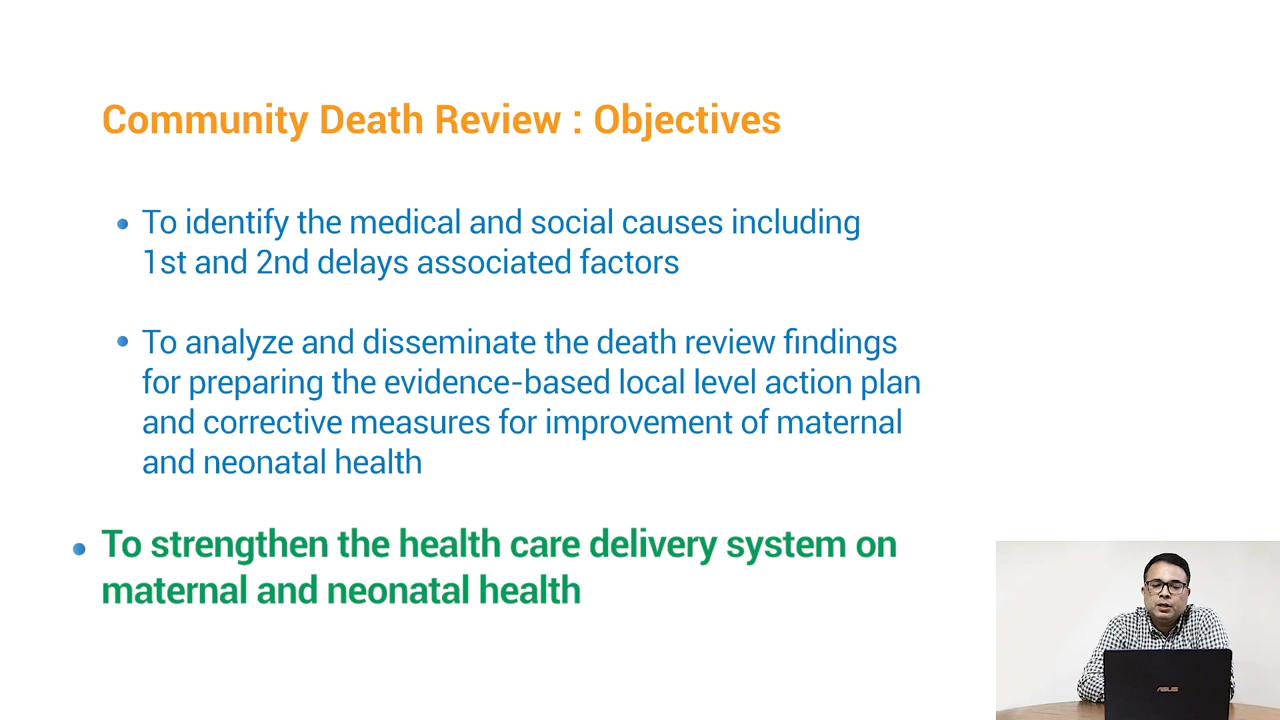 Community Death Review : Objectives
To identify the medical and social causes including
1st and 2nd delays associated factors
To analyze and disseminate the death review findings
for preparing the evidence-based local level action plan
and corrective measures for improvement of maternal
and neonatal health
To strengthen the health care delivery system on
maternal and neonatal health
ASUS